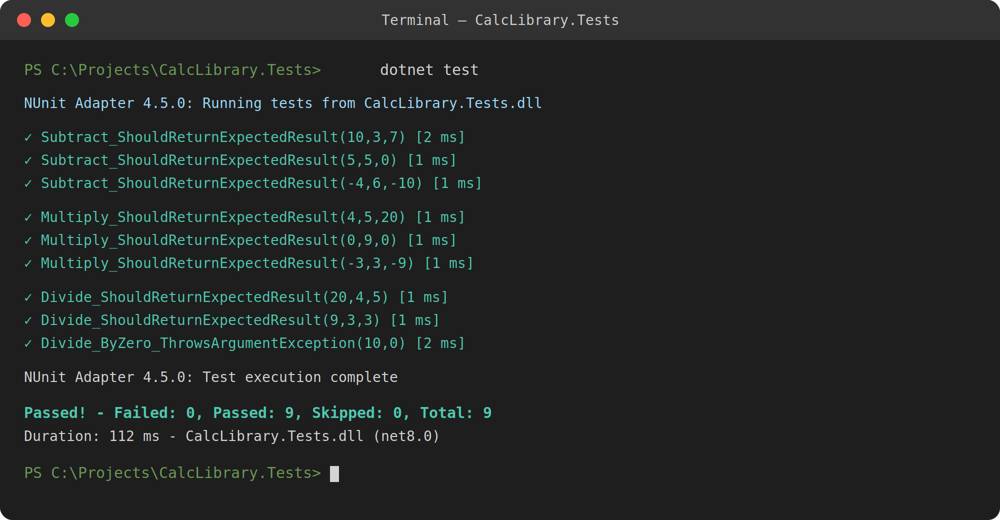 Terminal — CalcLibrary.Tests
PS C:\Projects\CalcLibrary.Tests> dotnet test
NUnit Adapter 4.5.0: Running tests from CalcLibrary.Tests.dll
✓ Subtract_ShouldReturnExpectedResult(10,3,7) [2 ms]
✓ Subtract_ShouldReturnExpectedResult(5,5,0) [1 ms]
✓ Subtract_ShouldReturnExpectedResult(-4,6,-10) [1 ms]
✓ Multiply_ShouldReturnExpectedResult(4,5,20) [1 ms]
✓ Multiply_ShouldReturnExpectedResult(0,9,0) [1 ms]
✓ Multiply_ShouldReturnExpectedResult(-3,3,-9) [1 ms]
✓ Divide_ShouldReturnExpectedResult(20,4,5) [1 ms]
✓ Divide_ShouldReturnExpectedResult(9,3,3) [1 ms]
✓ Divide_ByZero_ThrowsArgumentException(10,0) [2 ms]
NUnit Adapter 4.5.0: Test execution complete
Passed! - Failed: 0, Passed: 9, Skipped: 0, Total: 9
Duration: 112 ms - CalcLibrary.Tests.dll (net8.0)
PS C:\Projects\CalcLibrary.Tests>